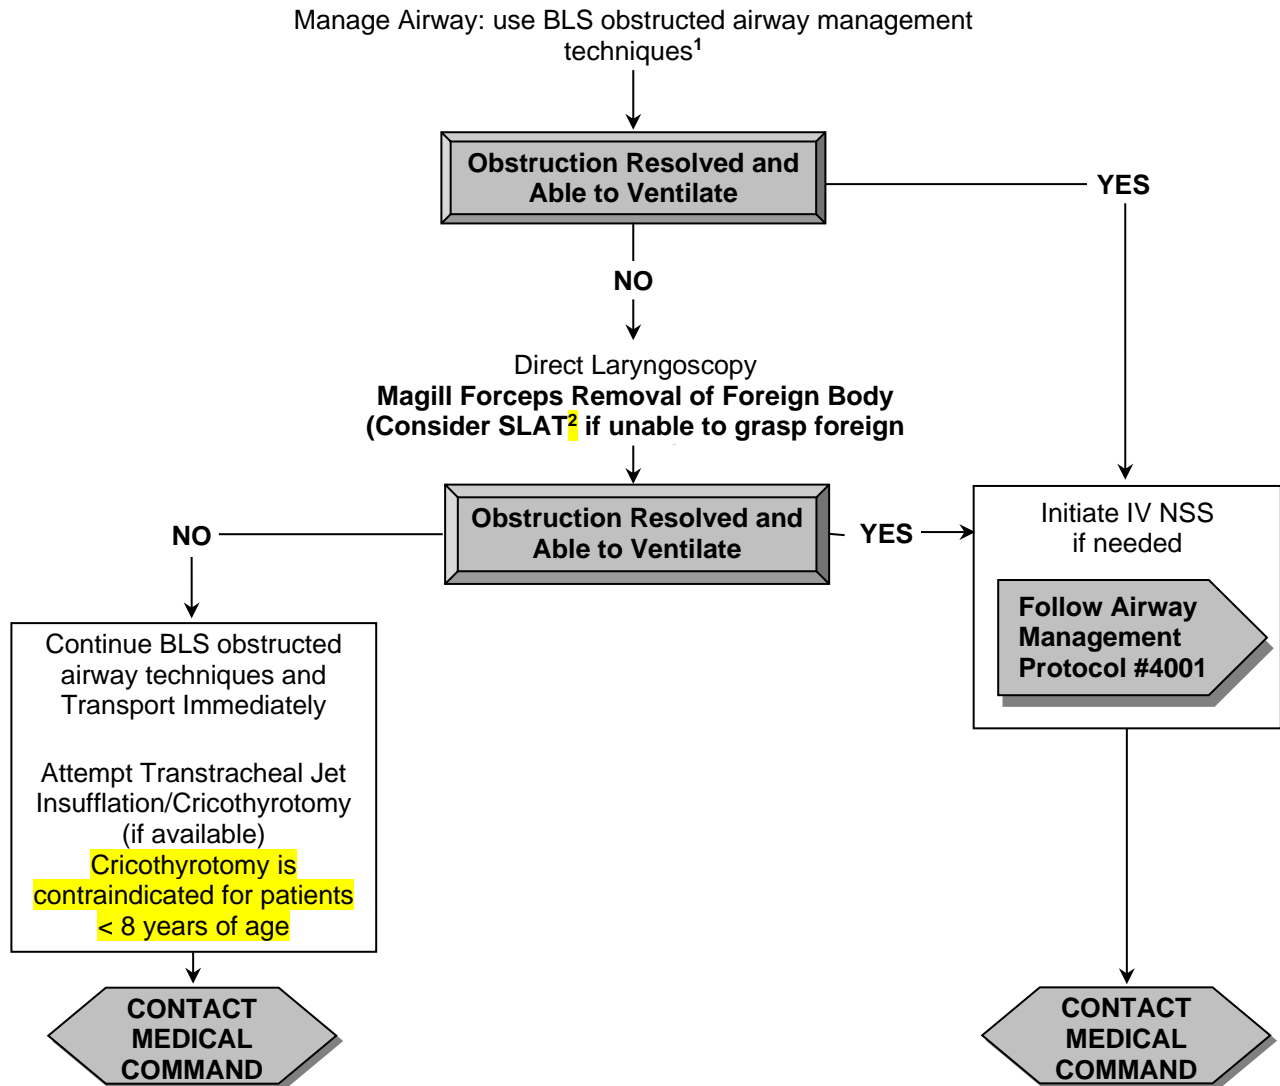 Manage Airway: use BLS obstructed airway management
techniques¹
Obstruction Resolved and
Able to Ventilate
YES
NO
Direct Laryngoscopy
Magill Forceps Removal of Foreign Body
(Consider SLAT² if unable to grasp foreign
Obstruction Resolved and
Able to Ventilate
NO
YES
Initiate IV NSS
if needed
Follow Airway
Management
Protocol #4001
Continue BLS obstructed
airway techniques and
Transport Immediately
Attempt Transtracheal Jet
Insufflation/Cricothyrotomy
(if available)
Cricothyrotomy is
contraindicated for patients
< 8 years of age
CONTACT
MEDICAL
COMMAND
CONTACT
MEDICAL
COMMAND